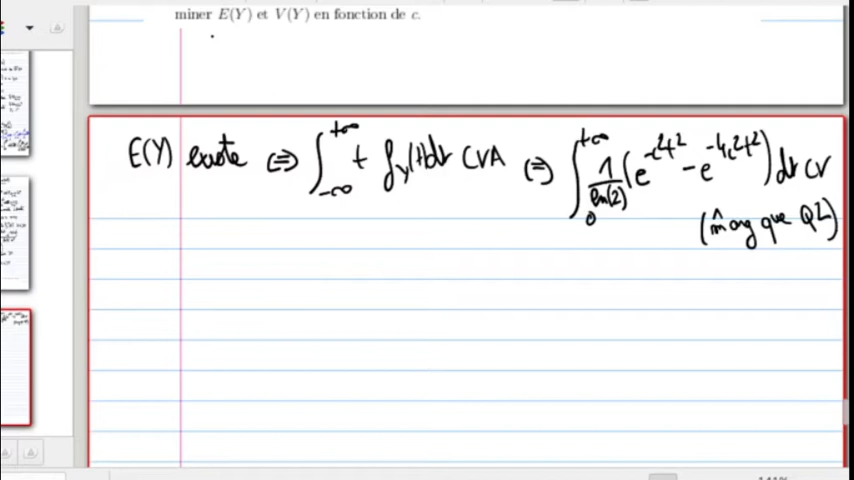 miner E(Y) et V(Y) en fonction de c.
E(Y) existe ⇔ ∫_{-∞}^{+∞} t f_Y(t)dt CVA ⇔ ∫_0^{+∞} 1/ln(2) (e^{-c²t²} - e^{-4c²t²}) dt CV
(m̂ arg que Q2)